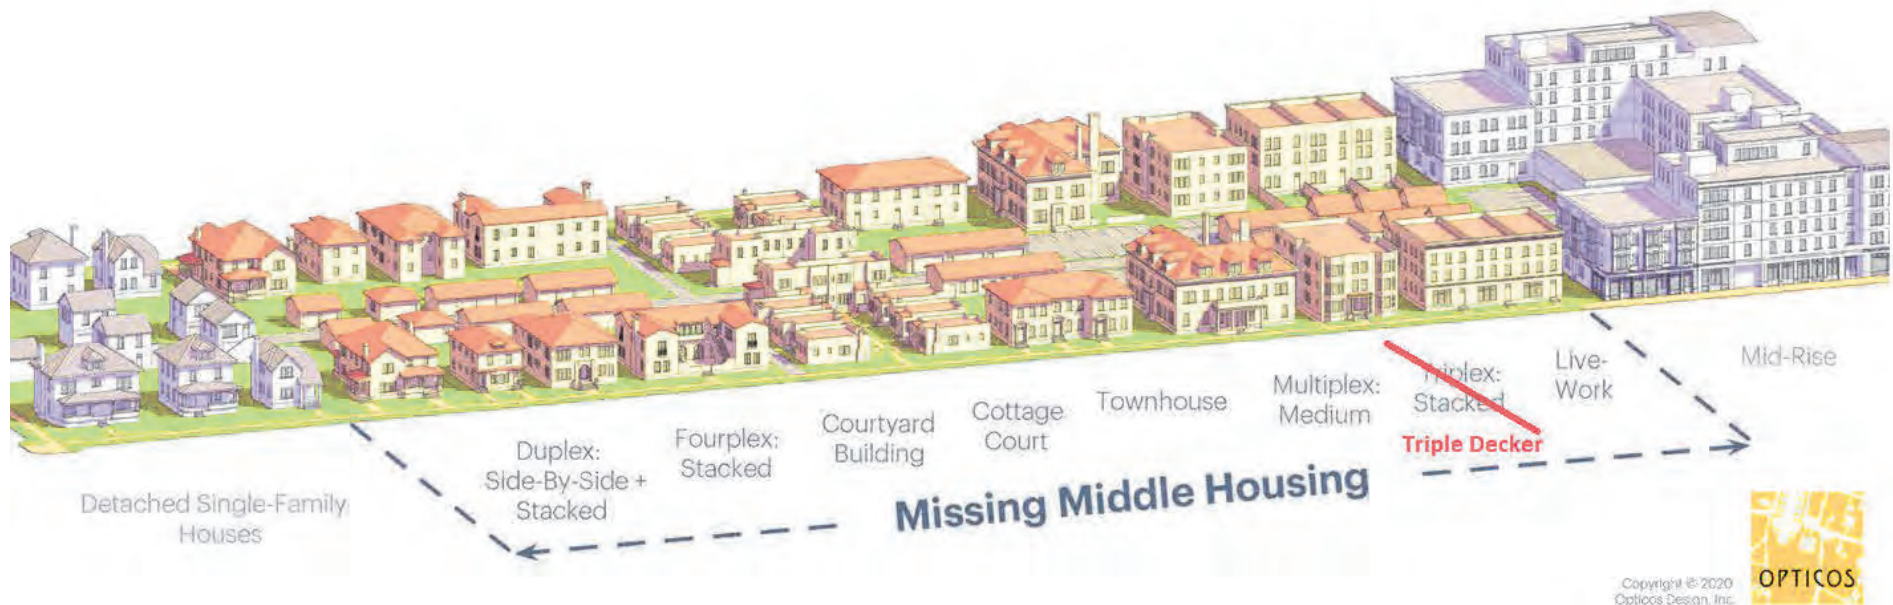 Detached Single-Family
Houses
Duplex:
Side-By-Side +
Stacked
Fourplex:
Stacked
Courtyard
Building
Cottage
Court
Townhouse
Multiplex:
Medium
Triplex:
Stacked
Triple Decker
Live-
Work
Mid-Rise
Missing Middle Housing
OPTICOS
Copyright © 2020
Opticos Design, Inc.